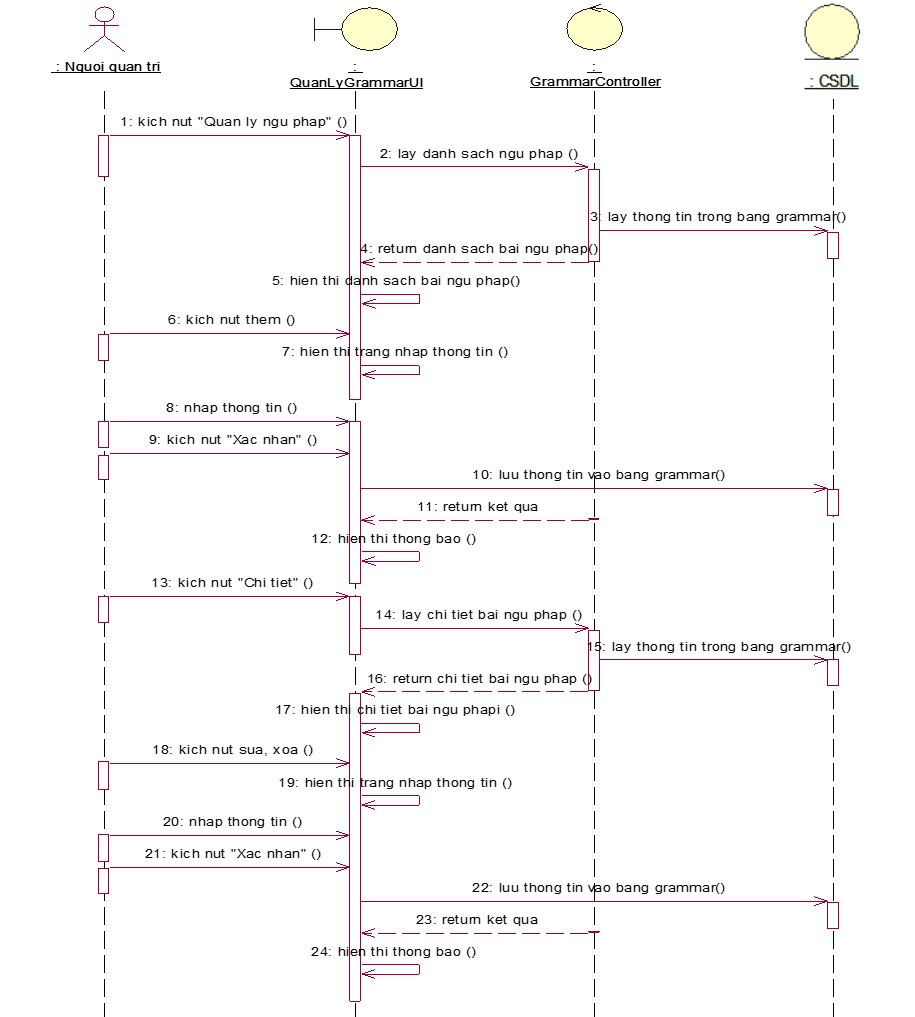 : Nguoi quan tri
:
QuanLyGrammarUI
:
GrammarController
: CSDL
1: kich nut "Quan ly ngu phap" ()
2: lay danh sach ngu phap ()
3: lay thong tin trong bang grammar()
4: return danh sach bai ngu phap()
5: hien thi danh sach bai ngu phap()
6: kich nut them ()
7: hien thi trang nhap thong tin ()
8: nhap thong tin ()
9: kich nut "Xac nhan" ()
10: luu thong tin vao bang grammar()
11: return ket qua
12: hien thi thong bao ()
13: kich nut "Chi tiet" ()
14: lay chi tiet bai ngu phap ()
15: lay thong tin trong bang grammar()
16: return chi tiet bai ngu phap ()
17: hien thi chi tiet bai ngu phapi ()
18: kich nut sua, xoa ()
19: hien thi trang nhap thong tin ()
20: nhap thong tin ()
21: kich nut "Xac nhan" ()
22: luu thong tin vao bang grammar()
23: return ket qua
24: hien thi thong bao ()